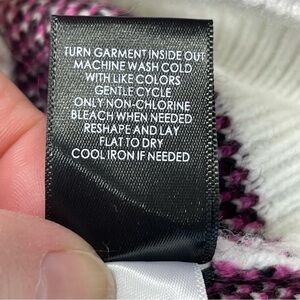 TURN GARMENT INSIDE OUT
MACHINE WASH COLD
WITH LIKE COLORS
GENTLE CYCLE
ONLY NON-CHLORINE
BLEACH WHEN NEEDED
RESHAPE AND LAY
FLAT TO DRY
COOL IRON IF NEEDED